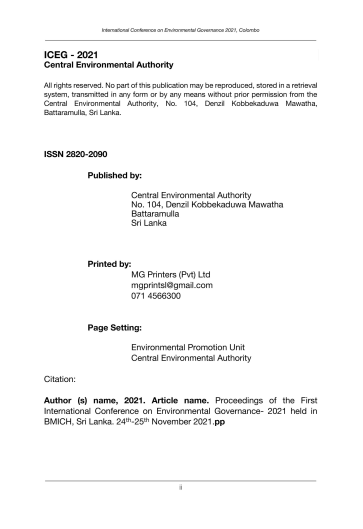 International Conference on Environmental Governance 2021, Colombo
ICEG - 2021
Central Environmental Authority
All rights reserved. No part of this publication may be reproduced, stored in a retrieval
system, transmitted in any form or by any means without prior permission from the
Central Environmental Authority, No. 104, Denzil Kobbekaduwa Mawatha,
Battaramulla, Sri Lanka.
ISSN 2820-2090
Published by:
Central Environmental Authority
No. 104, Denzil Kobbekaduwa Mawatha
Battaramulla
Sri Lanka
Printed by:
MG Printers (Pvt) Ltd
mgprintsl@gmail.com
071 4566300
Page Setting:
Environmental Promotion Unit
Central Environmental Authority
Citation:
Author (s) name, 2021. Article name. Proceedings of the First
International Conference on Environmental Governance- 2021 held in
BMICH, Sri Lanka. 24th-25th November 2021.pp
ii